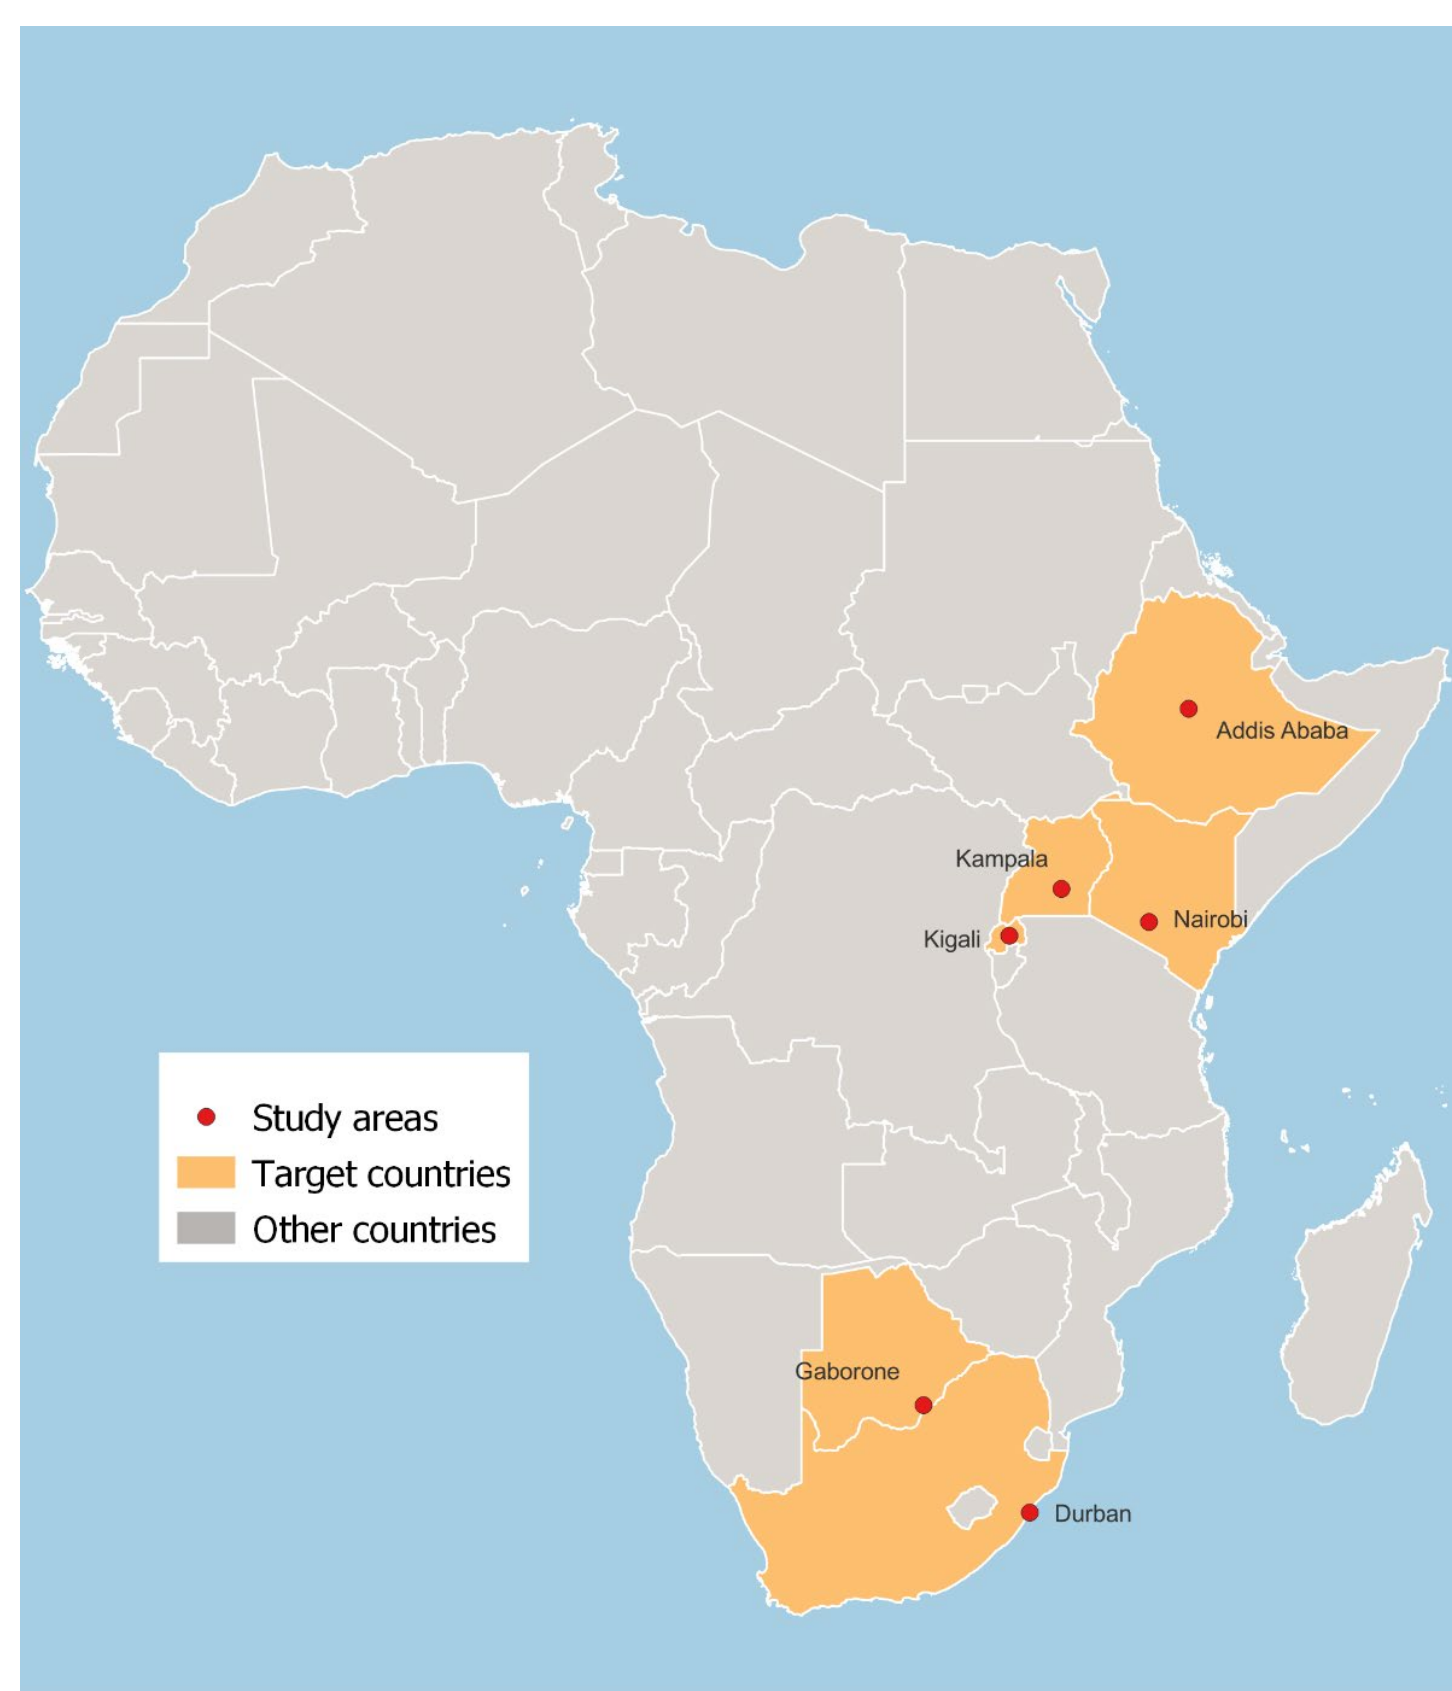 Addis Ababa
Kampala
Nairobi
Kigali
Study areas
Target countries
Other countries
Gaborone
Durban